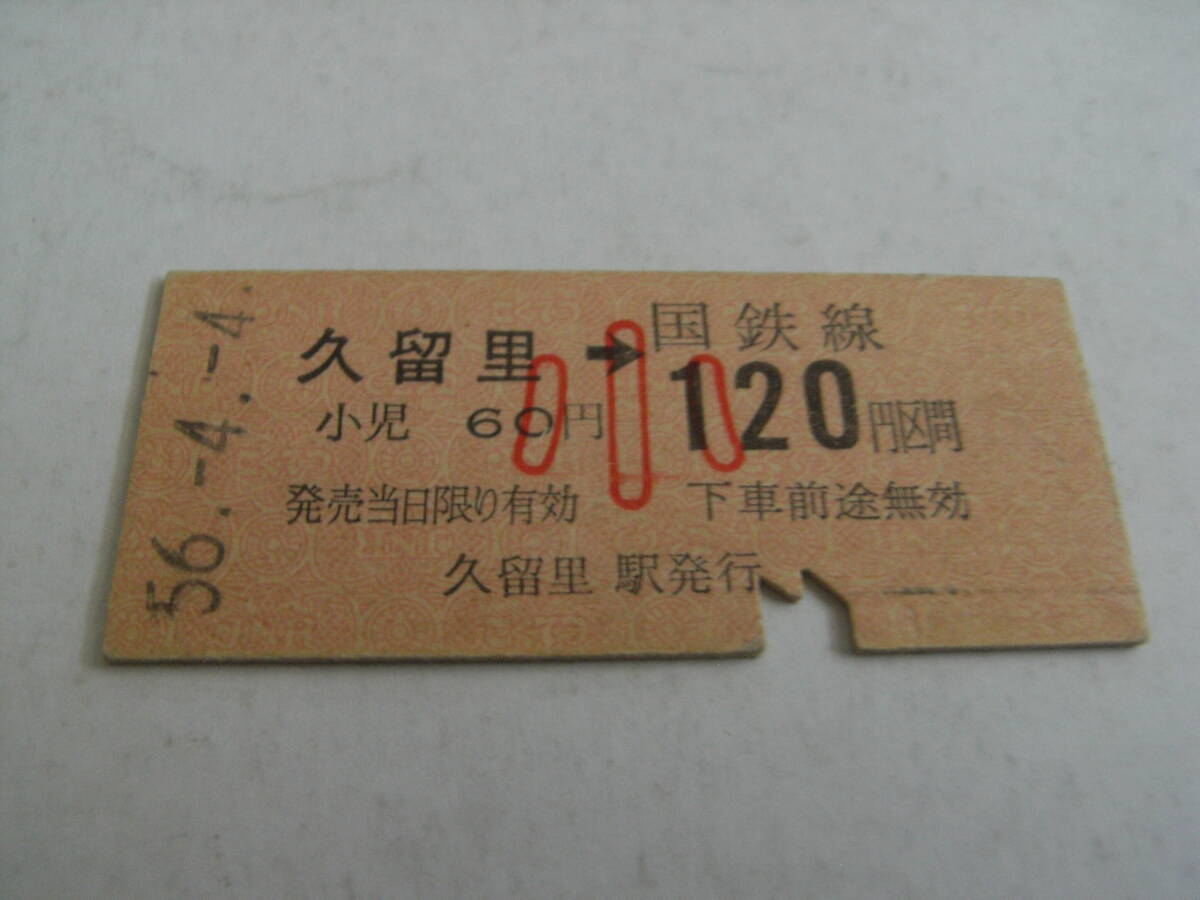 56.-4.-4.
久留里→国鉄線
120円区間
小児 60円
小
発売当日限り有効 下車前途無効
久留里駅発行